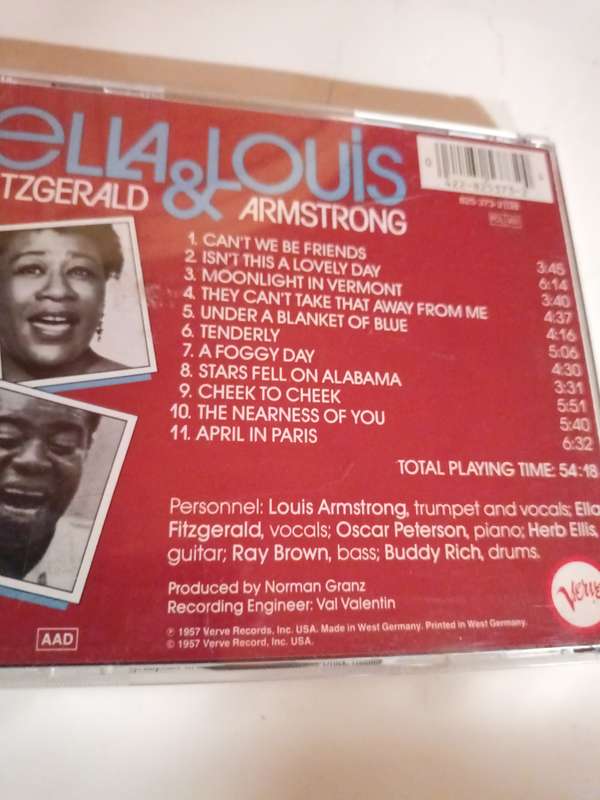 ELLA & LOUIS
TZGERALD ARMSTRONG
422-825373-2
825 373-2
1. CAN'T WE BE FRIENDS 3:45
2. ISN'T THIS A LOVELY DAY 6:14
3. MOONLIGHT IN VERMONT 3:40
4. THEY CAN'T TAKE THAT AWAY FROM ME 4:37
5. UNDER A BLANKET OF BLUE 4:16
6. TENDERLY 5:06
7. A FOGGY DAY 4:30
8. STARS FELL ON ALABAMA 3:31
9. CHEEK TO CHEEK 5:51
10. THE NEARNESS OF YOU 5:40
11. APRIL IN PARIS 6:32
TOTAL PLAYING TIME: 54:18
Personnel: Louis Armstrong, trumpet and vocals; Ella
Fitzgerald, vocals; Oscar Peterson, piano; Herb Ellis,
guitar; Ray Brown, bass; Buddy Rich, drums.
Produced by Norman Granz
Recording Engineer: Val Valentin
Verve
AAD
℗ 1957 Verve Records, Inc. USA. Made in West Germany. Printed in West Germany.
© 1957 Verve Record, Inc. USA.